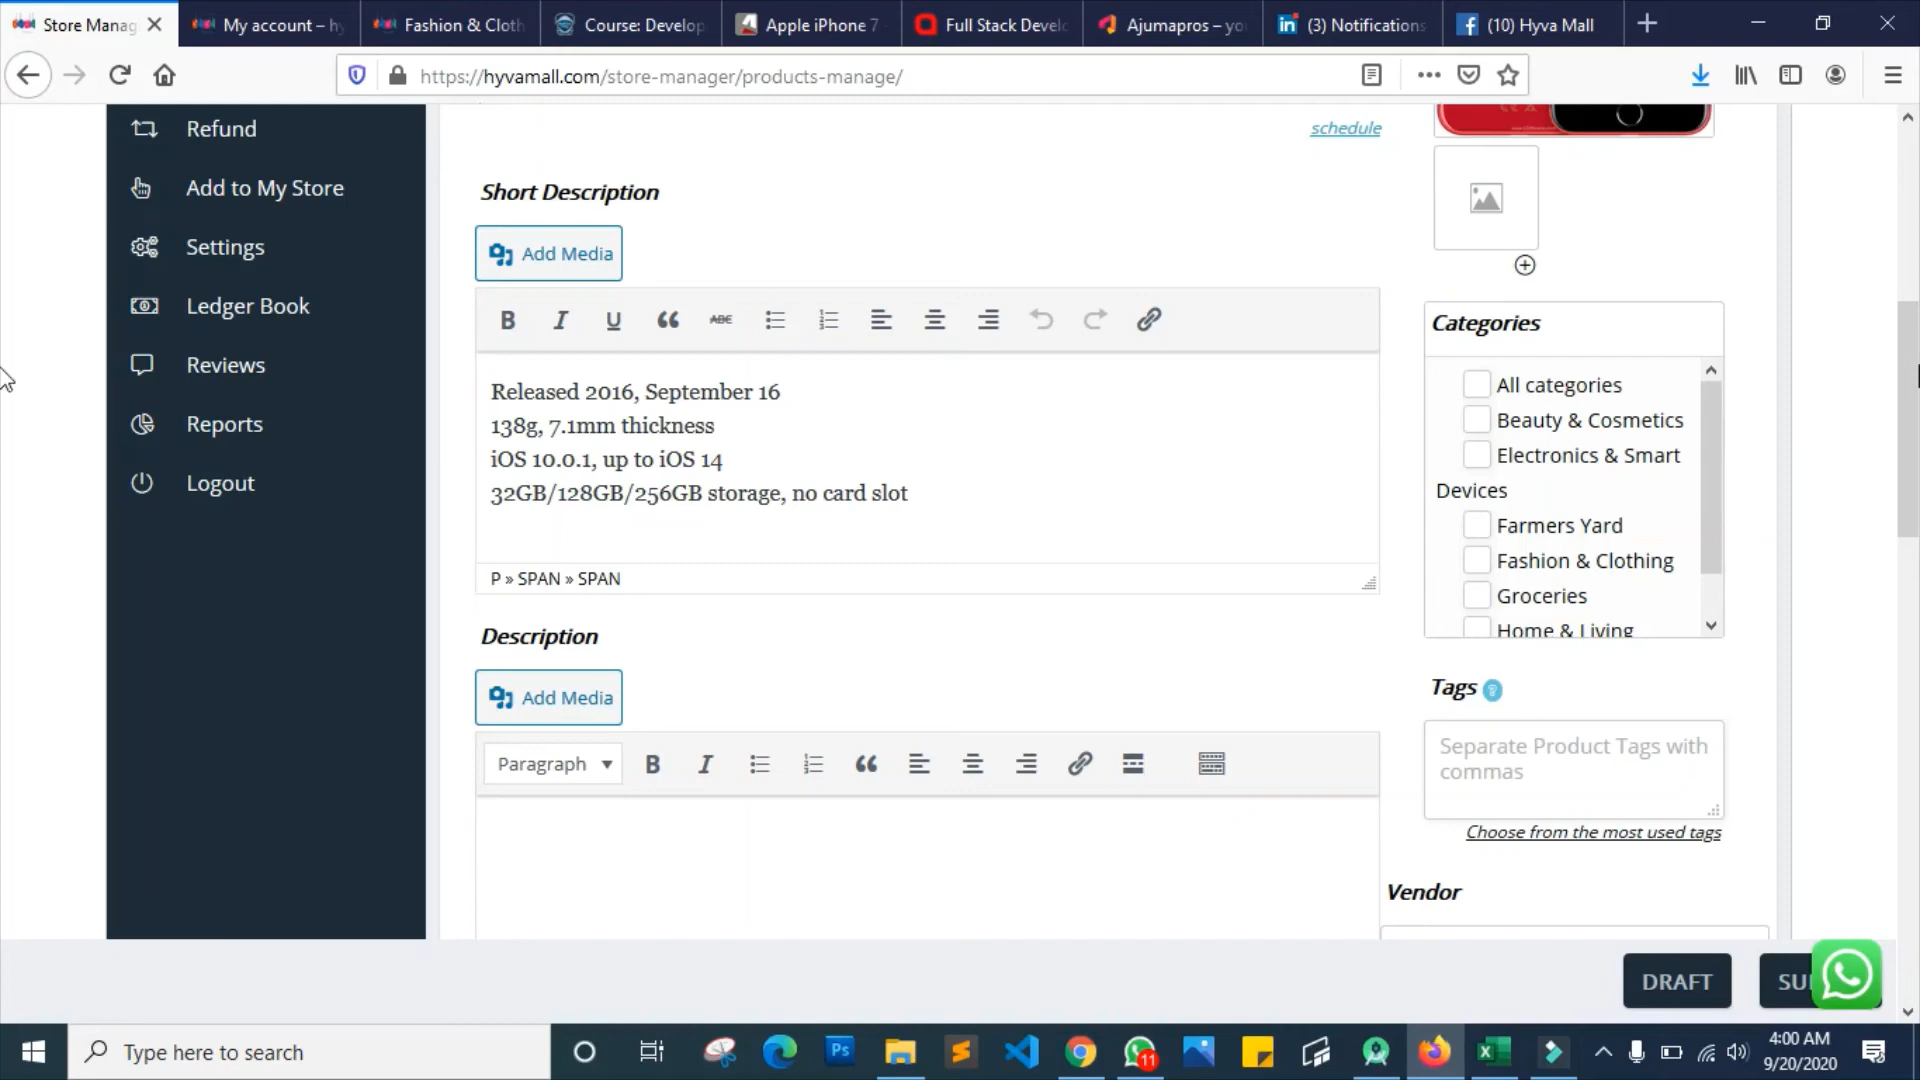 Store Manag
My account – hy
Fashion & Cloth
Course: Develop
Apple iPhone 7
Full Stack Devel
Ajumapros – yo
(3) Notifications
(10) Hyva Mall
https://hyvamall.com/store-manager/products-manage/
Refund
Add to My Store
Settings
Ledger Book
Reviews
Reports
Logout
schedule
Short Description
Add Media
B I U ABC
Released 2016, September 16
138g, 7.1mm thickness
iOS 10.0.1, up to iOS 14
32GB/128GB/256GB storage, no card slot
P » SPAN » SPAN
Description
Add Media
Paragraph B I
Categories
All categories
Beauty & Cosmetics
Electronics & Smart
Devices
Farmers Yard
Fashion & Clothing
Groceries
Home & Living
Tags ?
Separate Product Tags with
commas
Choose from the most used tags
Vendor
DRAFT
SU
Type here to search
Ps
11
4:00 AM
9/20/2020